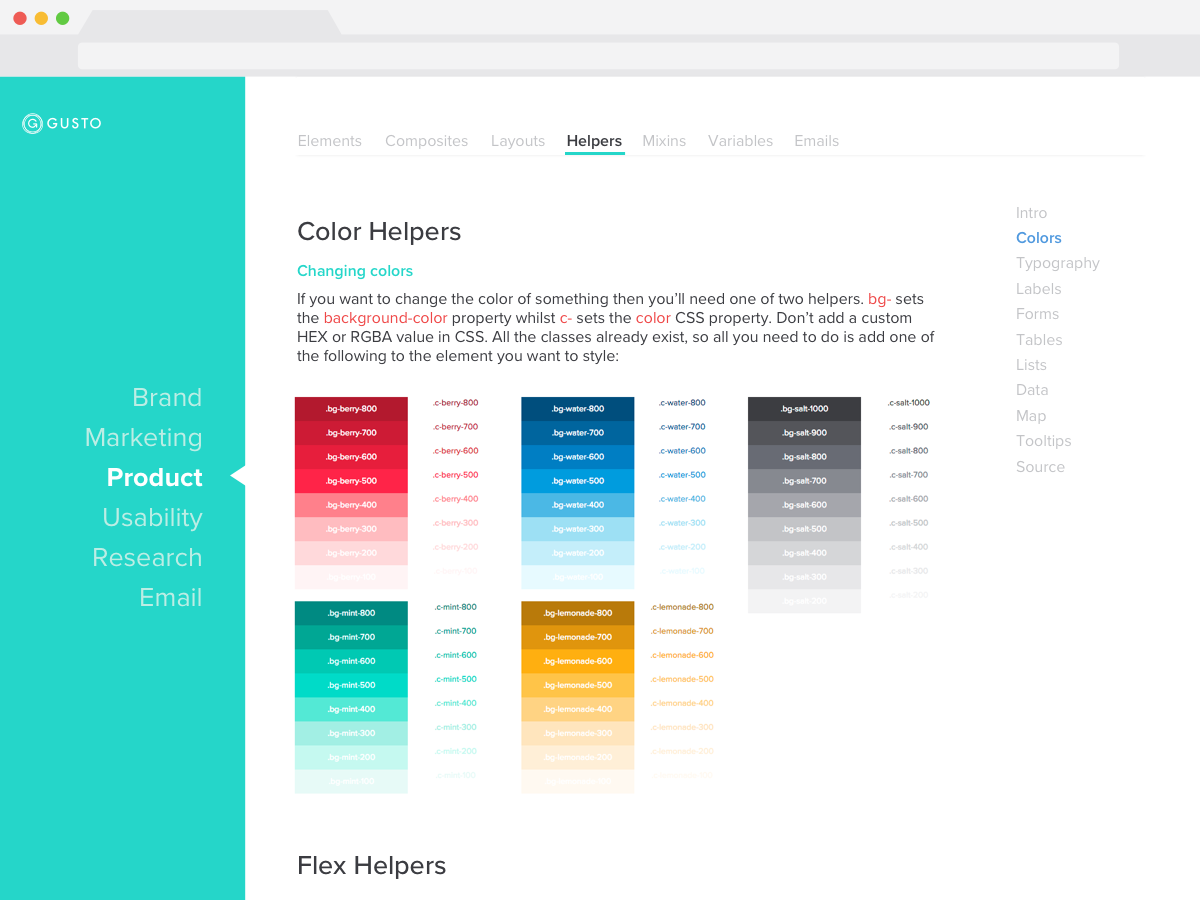 GUSTO
Brand
Marketing
Product
Usability
Research
Email
Elements Composites Layouts Helpers Mixins Variables Emails
Color Helpers
Changing colors
If you want to change the color of something then you’ll need one of two helpers. bg- sets
the background-color property whilst c- sets the color CSS property. Don’t add a custom
HEX or RGBA value in CSS. All the classes already exist, so all you need to do is add one of
the following to the element you want to style:
.bg-berry-800 .c-berry-800
.bg-berry-700 .c-berry-700
.bg-berry-600 .c-berry-600
.bg-berry-500 .c-berry-500
.bg-berry-400 .c-berry-400
.bg-berry-300 .c-berry-300
.bg-berry-200 .c-berry-200
.bg-water-800 .c-water-800
.bg-water-700 .c-water-700
.bg-water-600 .c-water-600
.bg-water-500 .c-water-500
.bg-water-400 .c-water-400
.bg-water-300 .c-water-300
.bg-water-200 .c-water-200
.bg-water-100 .c-water-100
.bg-salt-1000 .c-salt-1000
.bg-salt-900 .c-salt-900
.bg-salt-800 .c-salt-800
.bg-salt-700 .c-salt-700
.bg-salt-600 .c-salt-600
.bg-salt-500 .c-salt-500
.bg-salt-400 .c-salt-400
.bg-salt-300 .c-salt-300
.c-salt-200
.bg-mint-800 .c-mint-800
.bg-mint-700 .c-mint-700
.bg-mint-600 .c-mint-600
.bg-mint-500 .c-mint-500
.bg-mint-400 .c-mint-400
.bg-mint-300 .c-mint-300
.bg-mint-200 .c-mint-200
.bg-mint-100 .c-mint-100
.bg-lemonade-800 .c-lemonade-800
.bg-lemonade-700 .c-lemonade-700
.bg-lemonade-600 .c-lemonade-600
.bg-lemonade-500 .c-lemonade-500
.bg-lemonade-400 .c-lemonade-400
.bg-lemonade-300 .c-lemonade-300
.bg-lemonade-200 .c-lemonade-200
Flex Helpers
Intro
Colors
Typography
Labels
Forms
Tables
Lists
Data
Map
Tooltips
Source